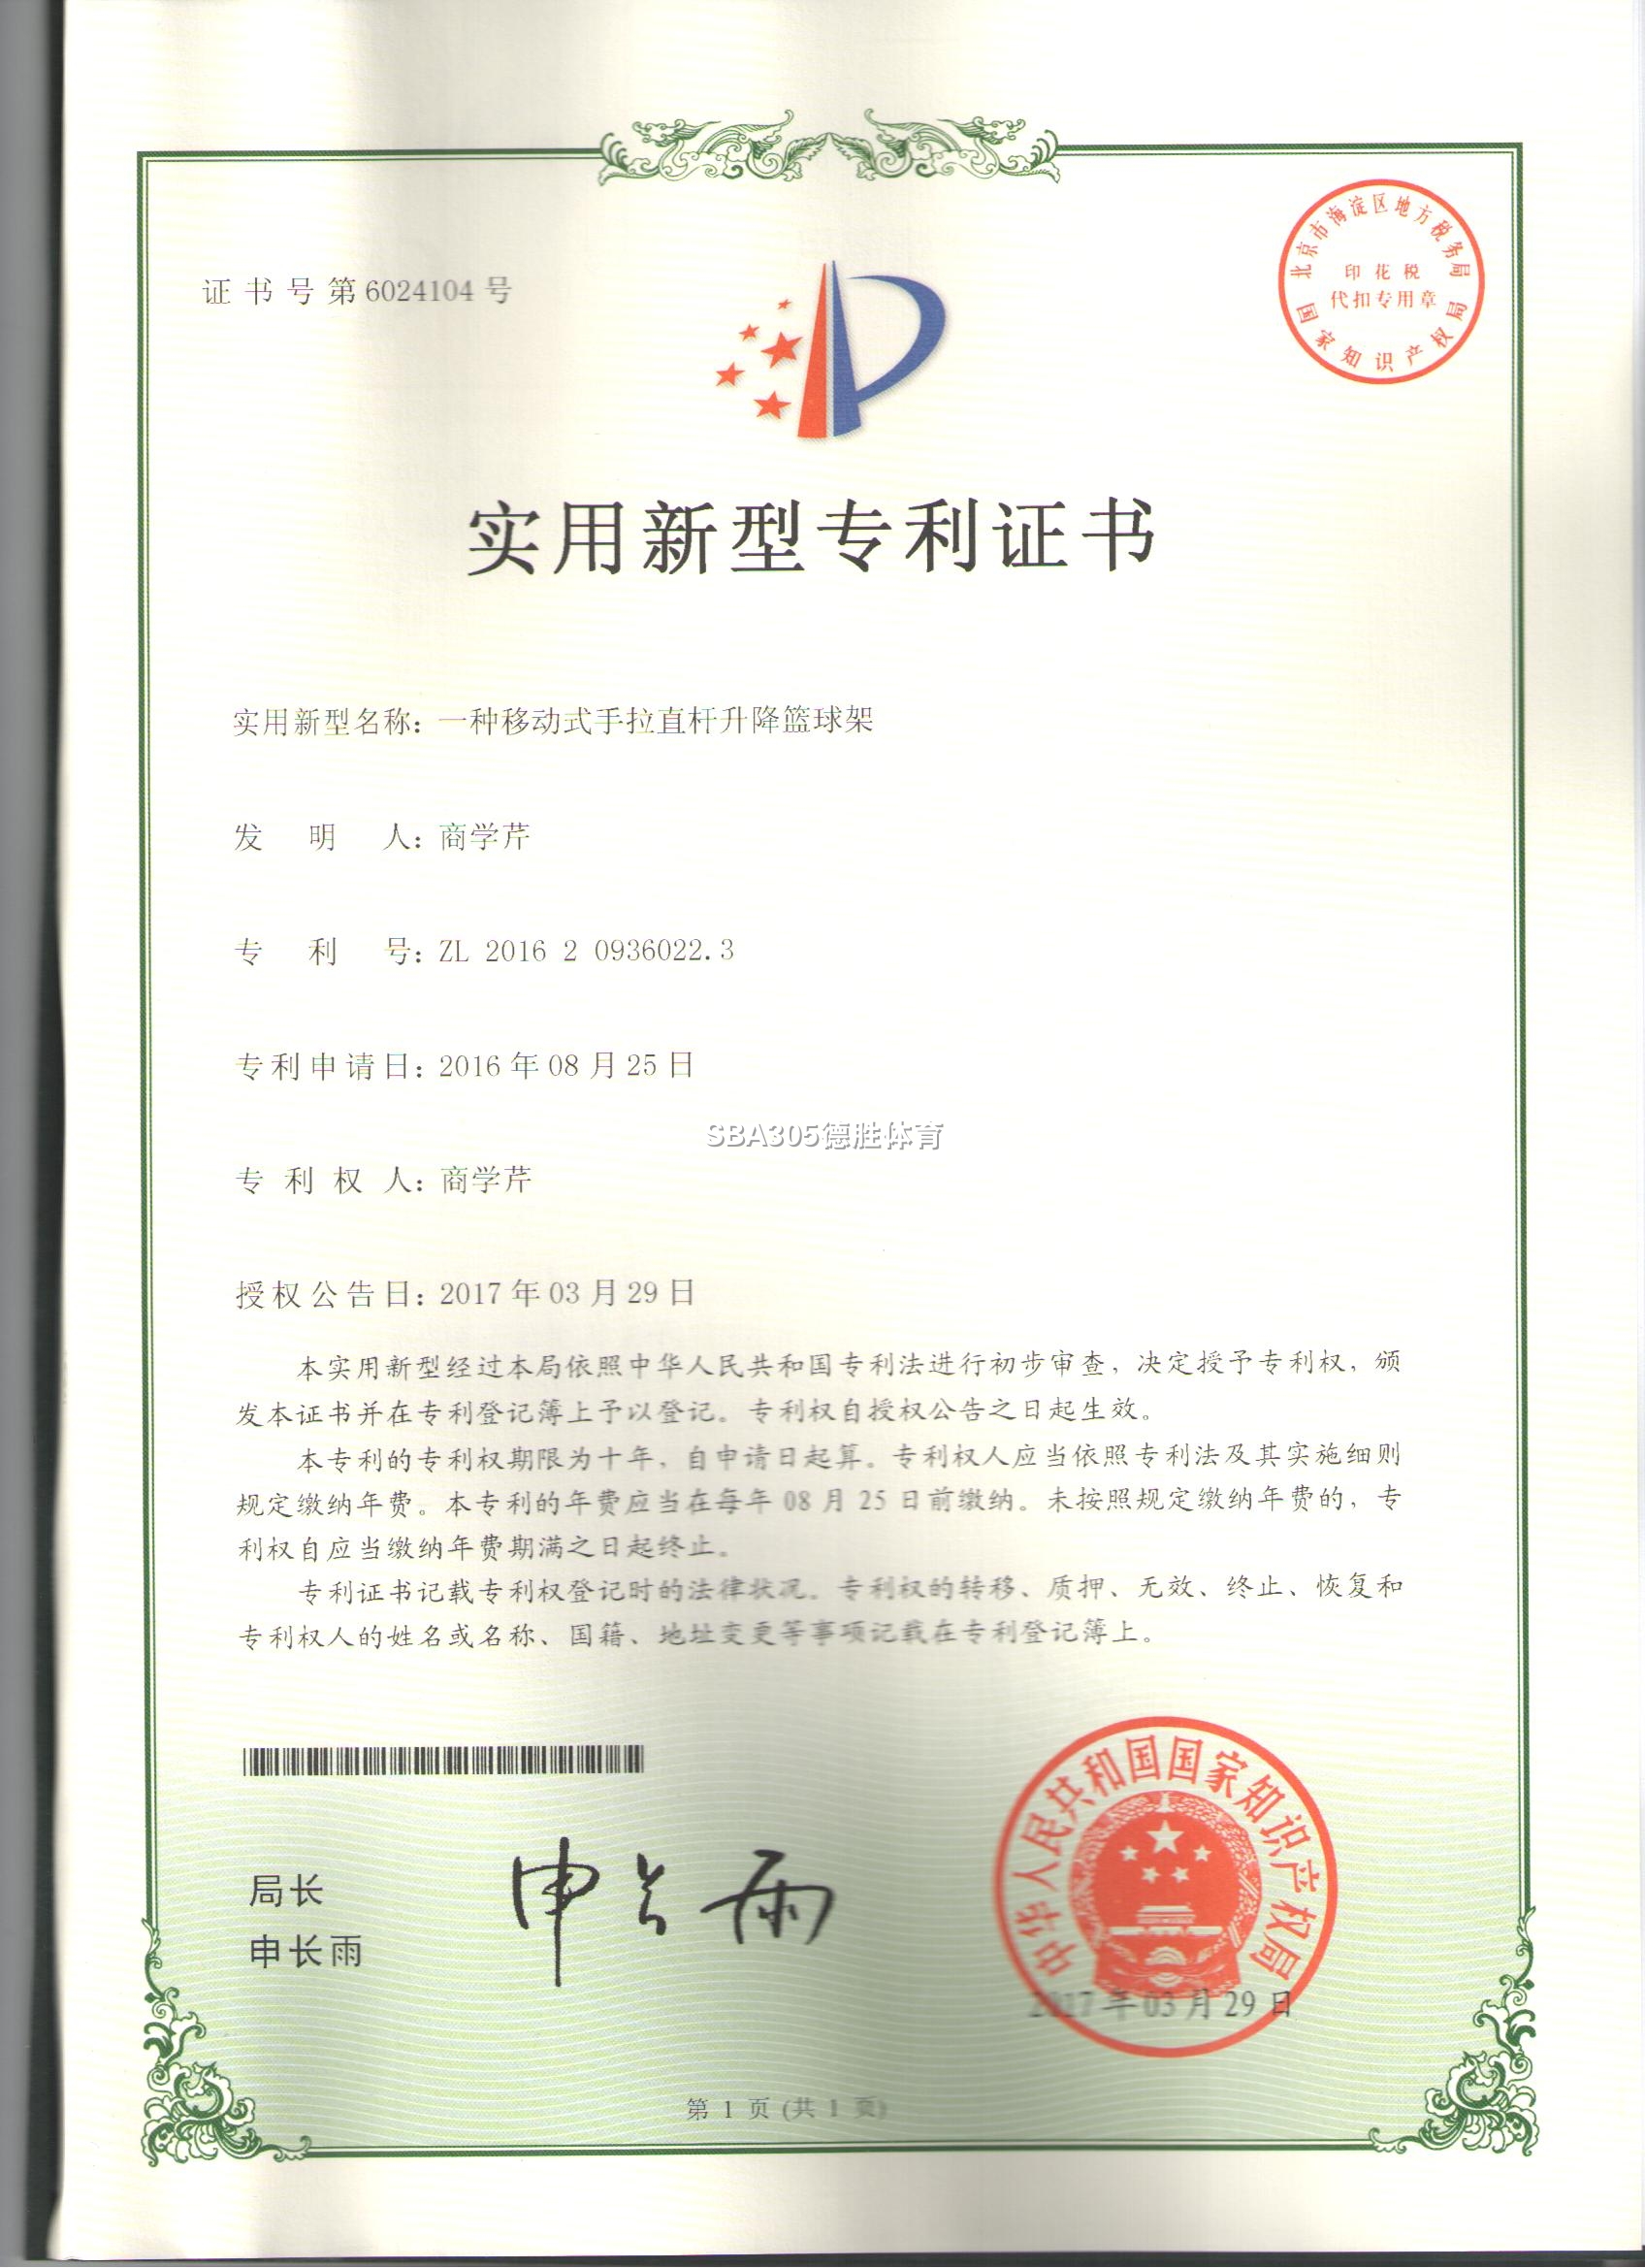 证书号第6024104号
北京市海淀区地方税务局
印花税
代扣专用章
国家知识产权局
实用新型专利证书
实用新型名称：一种移动式手拉直杆升降篮球架
发明人：商学芹
专利号：ZL 2016 2 0936022.3
专利申请日：2016年08月25日
SBA305德胜体育
专利权人：商学芹
授权公告日：2017年03月29日
本实用新型经过本局依照中华人民共和国专利法进行初步审查，决定授予专利权，颁
发本证书并在专利登记簿上予以登记。专利权自授权公告之日起生效。
本专利的专利权期限为十年，自申请日起算。专利权人应当依照专利法及其实施细则
规定缴纳年费。本专利的年费应当在每年08月25日前缴纳。未按照规定缴纳年费的，专
利权自应当缴纳年费期满之日起终止。
专利证书记载专利权登记时的法律状况。专利权的转移、质押、无效、终止、恢复和
专利权人的姓名或名称、国籍、地址变更等事项记载在专利登记簿上。
局长
申长雨
申长雨
中华人民共和国国家知识产权局
2017年03月29日
第1页(共1页)